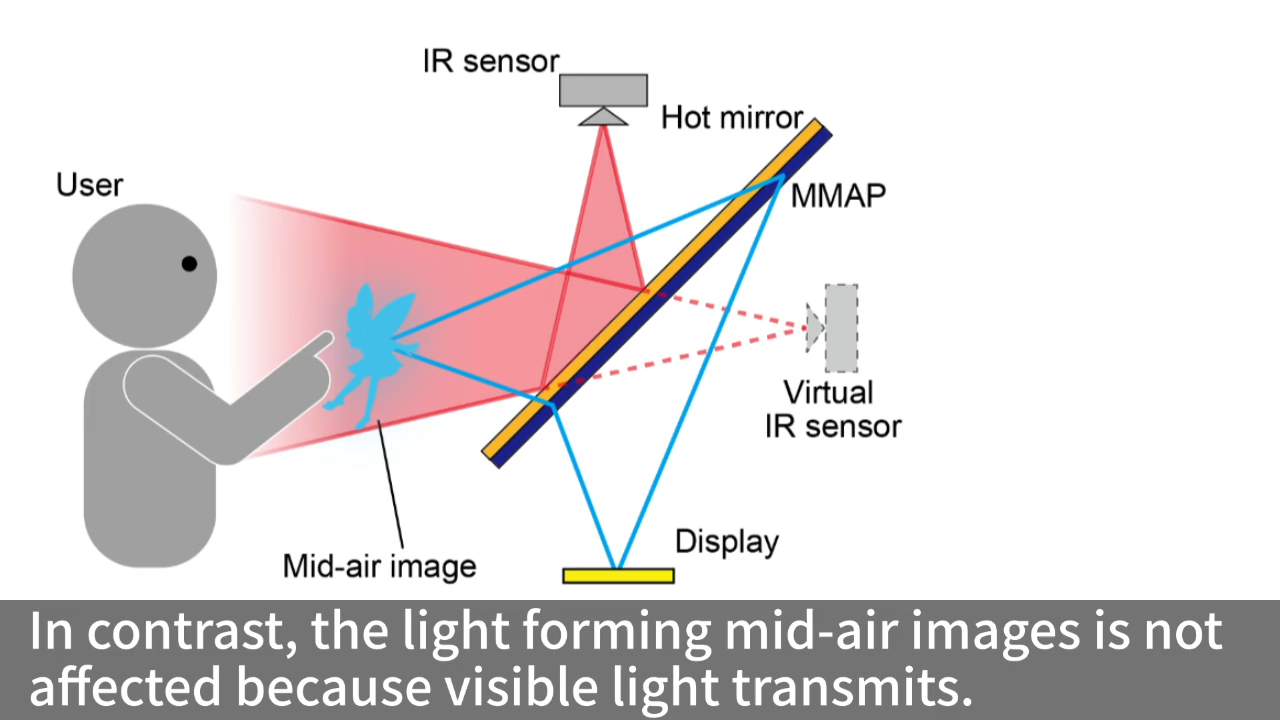 IR sensor
Hot mirror
User
MMAP
Virtual
IR sensor
Display
Mid-air image
In contrast, the light forming mid-air images is not
affected because visible light transmits.